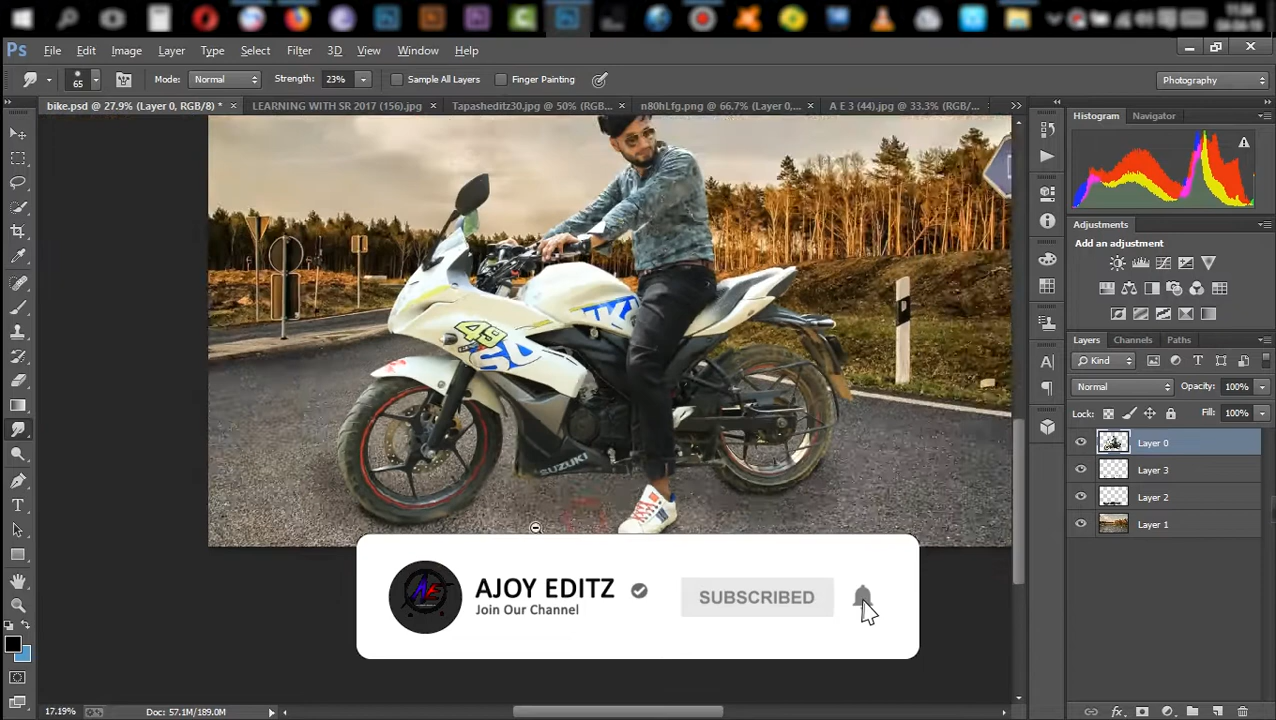 Ps File Edit Image Layer Type Select Filter 3D View Window Help
65 Mode: Normal Strength: 23% Sample All Layers Finger Painting Photography
bike.psd @ 27.9% (Layer 0, RGB/8) * × LEARNING WITH SR 2017 (156).jpg × Tapasheditz30.jpg @ 50% (RGB... × n80hLfg.png @ 66.7% (Layer 0,... × A E 3 (44).jpg @ 33.3% (RGB/...
Histogram Navigator
Adjustments
Add an adjustment
Layers Channels Paths
Kind
Normal Opacity: 100%
Lock: Fill: 100%
Layer 0
Layer 3
Layer 2
Layer 1
49
SUZUKI
AJOY EDITZ
Join Our Channel
SUBSCRIBED
17.19% Doc: 57.1M/189.0M